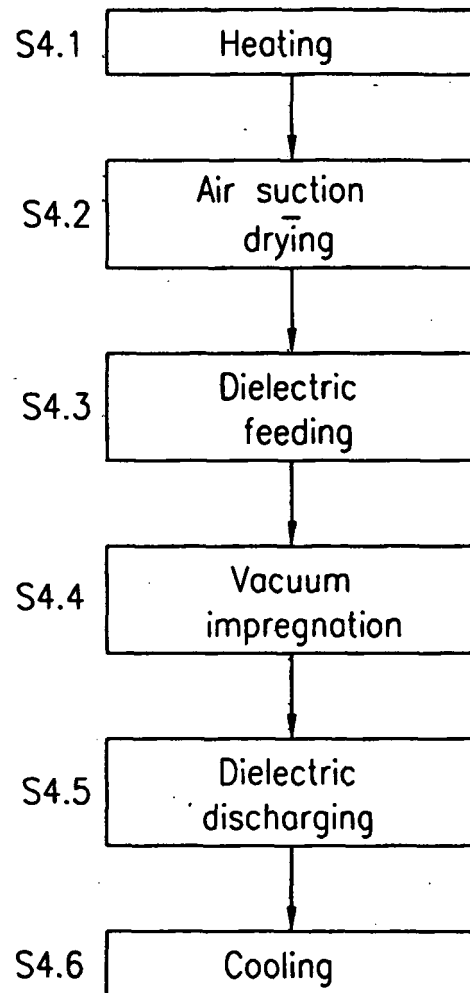 S4.1 Heating
Air suction
S4.2
drying
Dielectric
S4.3
feeding
Vacuum
S4.4
impregnation
Dielectric
S4.5
discharging
S4.6 Cooling